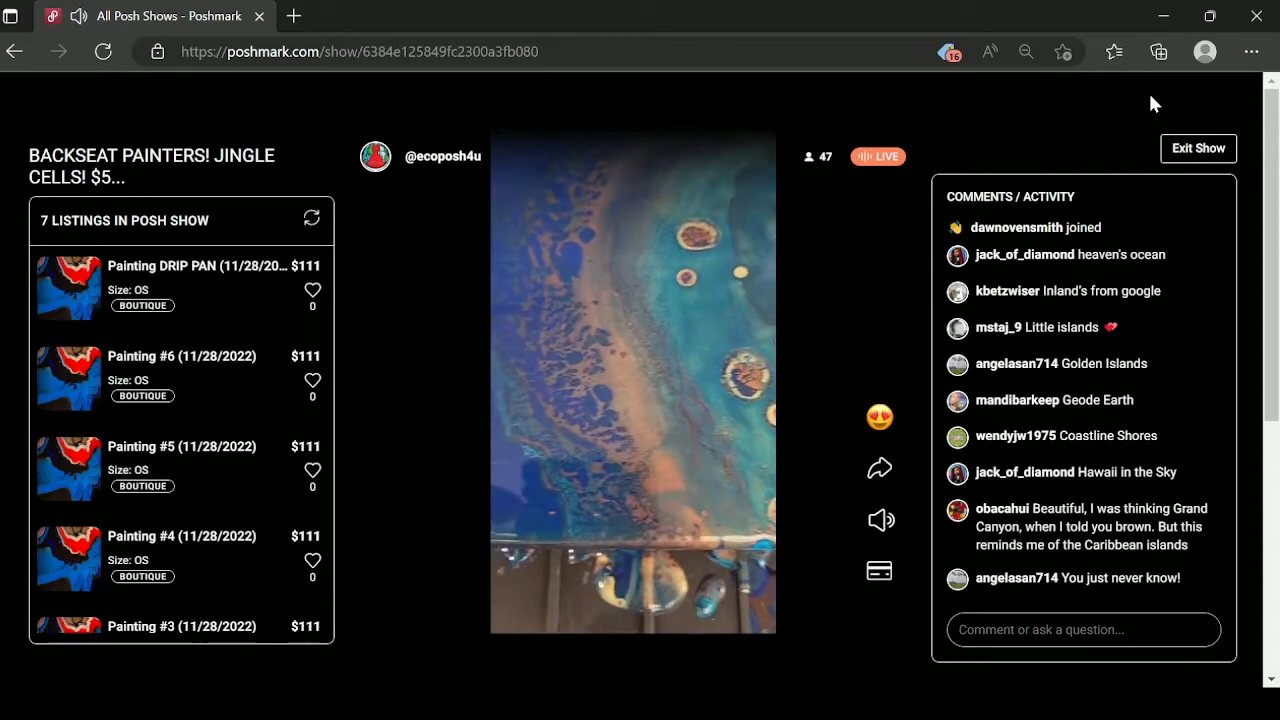 All Posh Shows - Poshmark
https://poshmark.com/show/6384e125849fc2300a3fb080
16
BACKSEAT PAINTERS! JINGLE
CELLS! $5...
7 LISTINGS IN POSH SHOW
Painting DRIP PAN (11/28/20... $111
Size: OS
BOUTIQUE
0
Painting #6 (11/28/2022) $111
Size: OS
BOUTIQUE
0
Painting #5 (11/28/2022) $111
Size: OS
BOUTIQUE
0
Painting #4 (11/28/2022) $111
Size: OS
BOUTIQUE
0
Painting #3 (11/28/2022) $111
@ecoposh4u
47
LIVE
Exit Show
COMMENTS / ACTIVITY
dawnovensmith joined
jack_of_diamond heaven's ocean
kbetzwiser Inland's from google
mstaj_9 Little islands
angelasan714 Golden Islands
mandibarkeep Geode Earth
wendyjw1975 Coastline Shores
jack_of_diamond Hawaii in the Sky
obacahui Beautiful, I was thinking Grand
Canyon, when I told you brown. But this
reminds me of the Caribbean islands
angelasan714 You just never know!
Comment or ask a question...